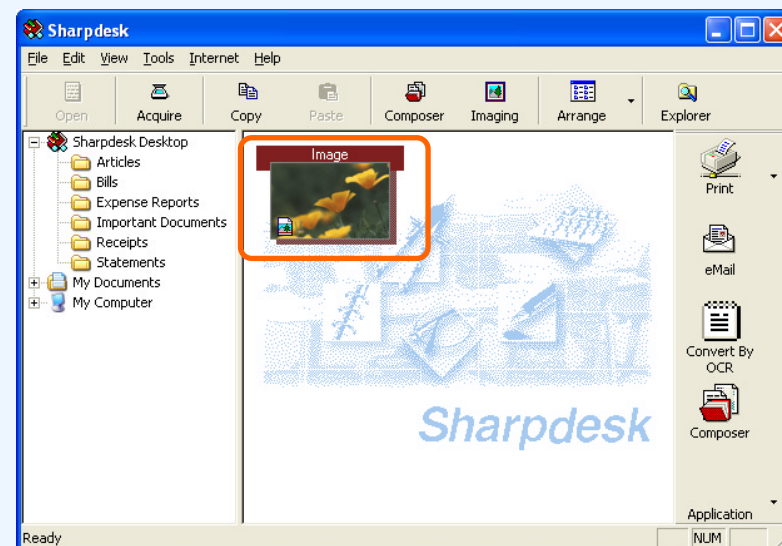 Sharpdesk
File Edit View Tools Internet Help
Open Acquire Copy Paste Composer Imaging Arrange Explorer
Sharpdesk Desktop
Articles
Bills
Expense Reports
Important Documents
Receipts
Statements
My Documents
My Computer
Image
Sharpdesk
Print
eMail
Convert By
OCR
Composer
Application
Ready NUM